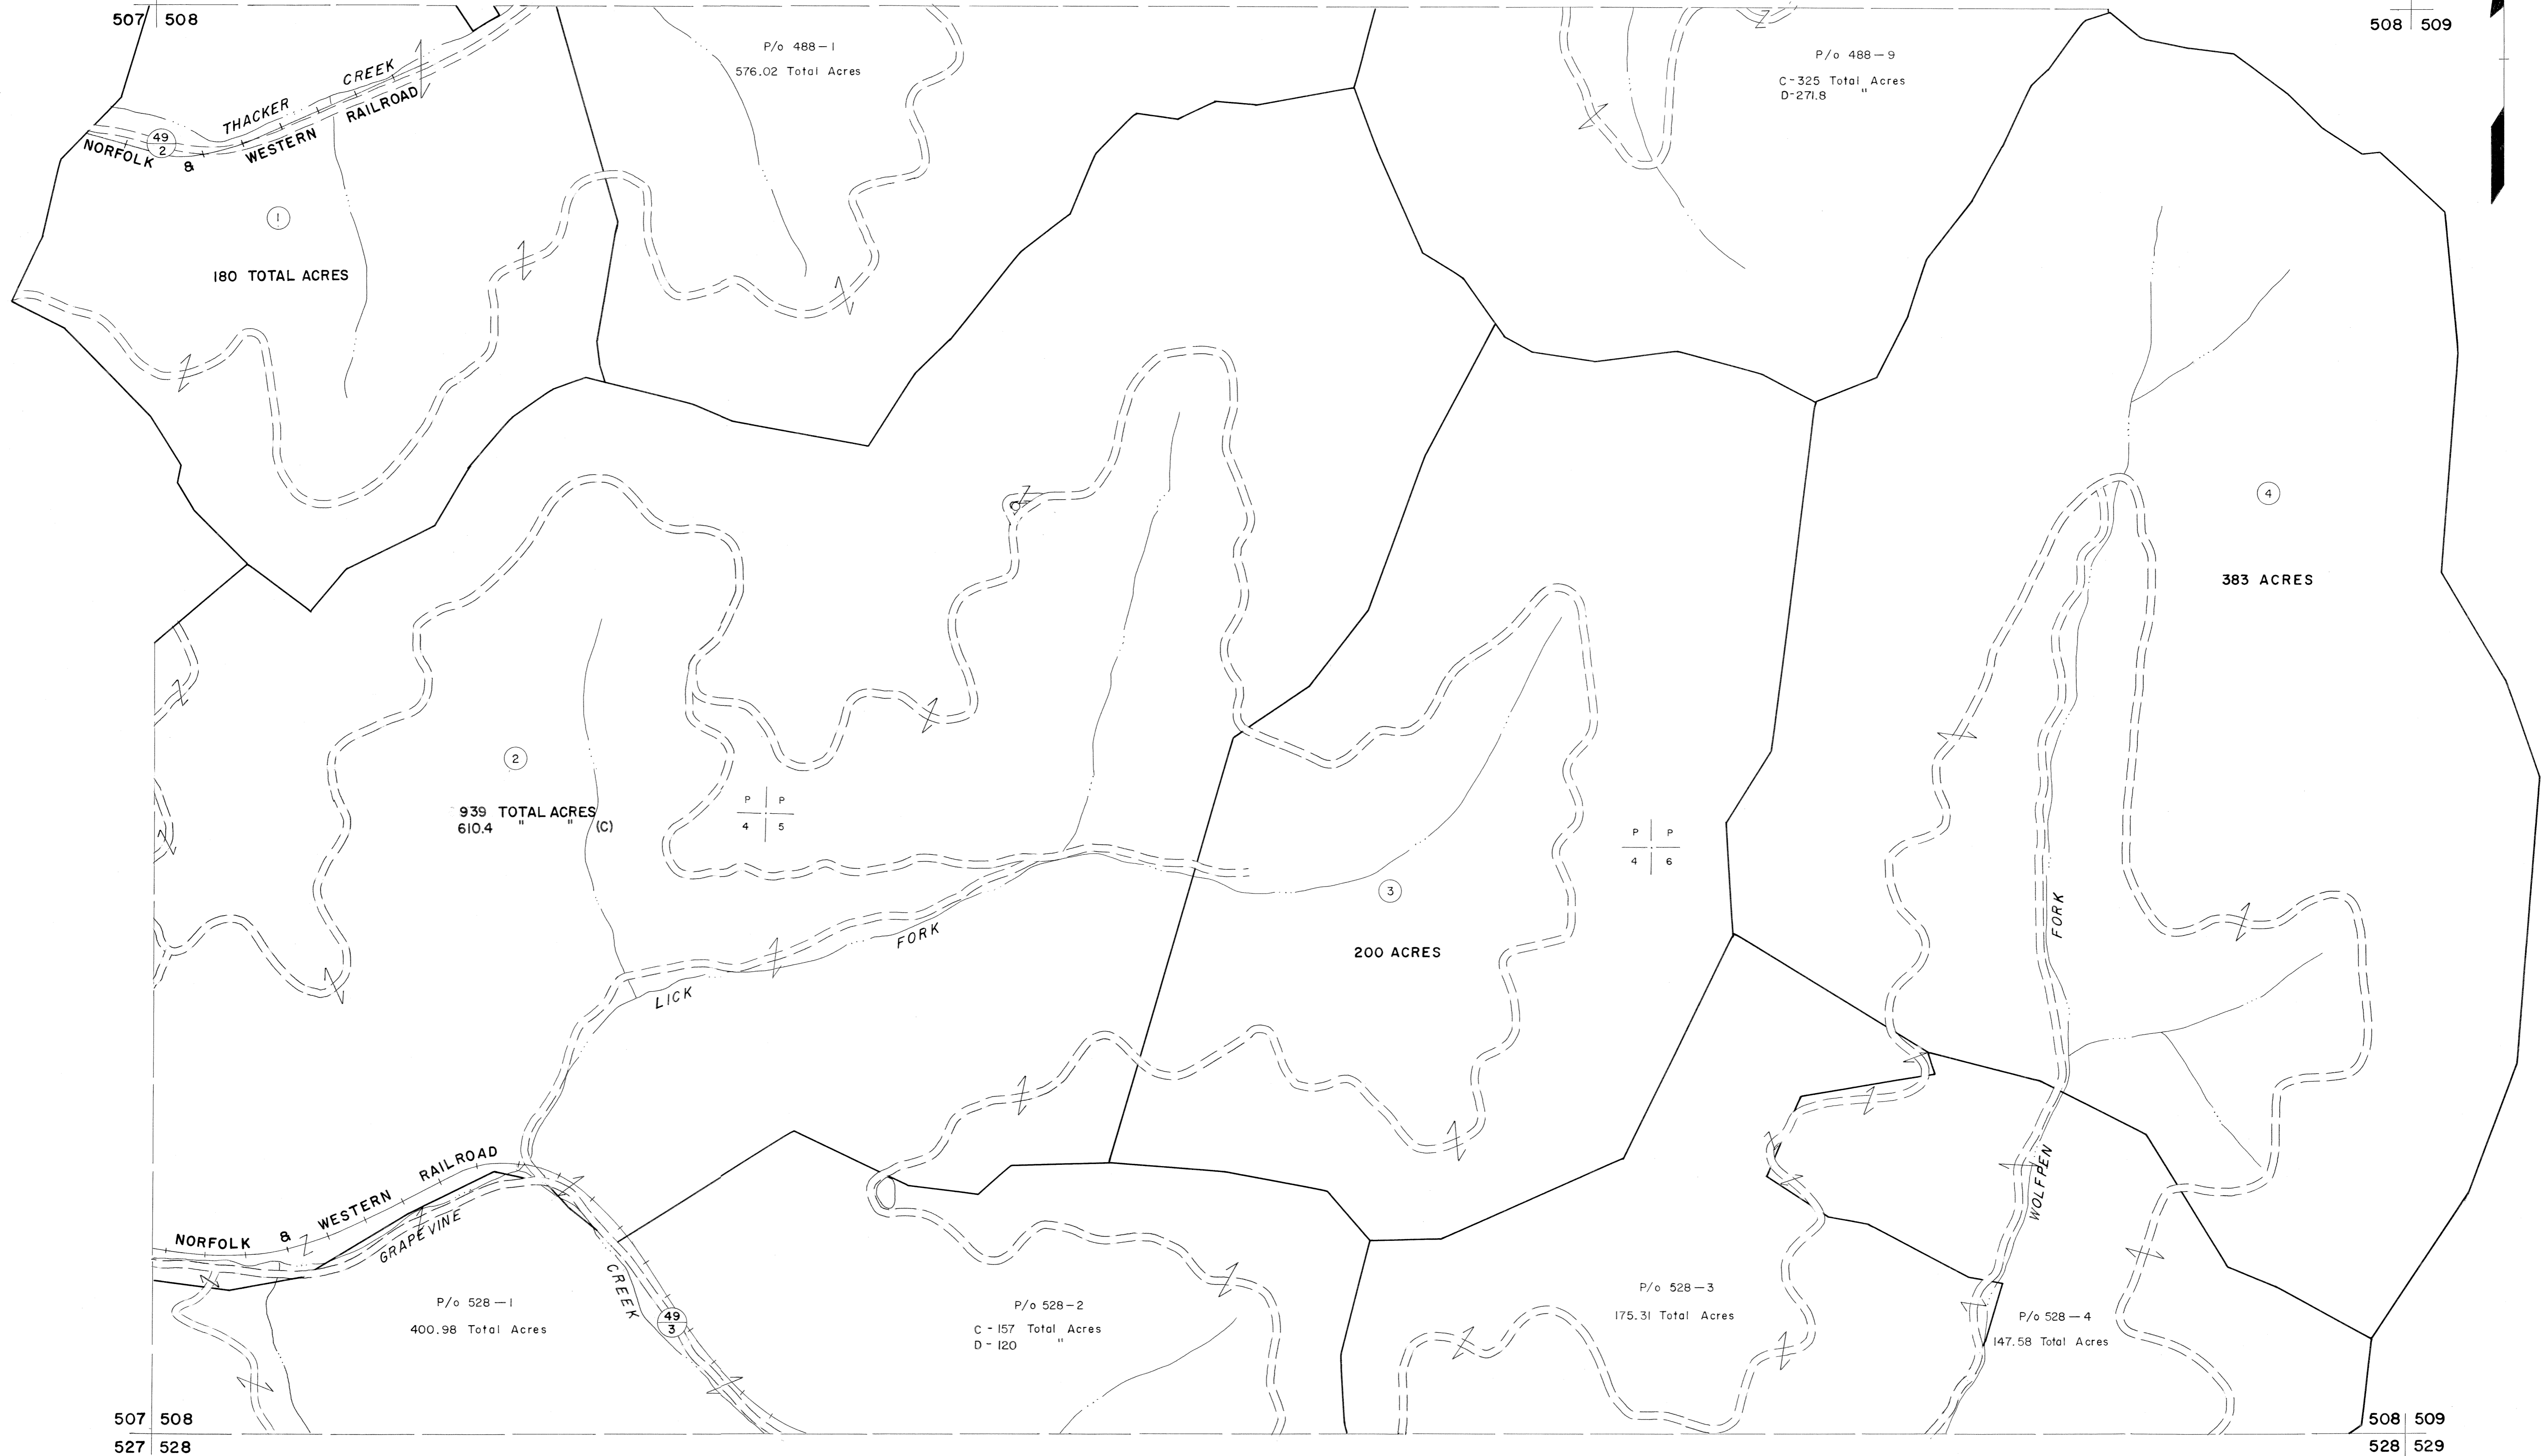 507 508
508 509
P/o 488-1
576.02 Total Acres
P/o 488-9
C-325 Total Acres
D-271.8 "
THACKER CREEK
NORFOLK & WESTERN RAILROAD
49
2
1
180 TOTAL ACRES
4
383 ACRES
2
939 TOTAL ACRES
610.4 " " (C)
P P
4 5
P P
4 6
3
200 ACRES
LICK FORK
WOLFPEN FORK
NORFOLK & WESTERN RAILROAD
GRAPEVINE CREEK
49
3
P/o 528-1
400.98 Total Acres
P/o 528-2
C-157 Total Acres
D-120 "
P/o 528-3
175.31 Total Acres
P/o 528-4
147.58 Total Acres
507 508
527 528
508 509
528 529